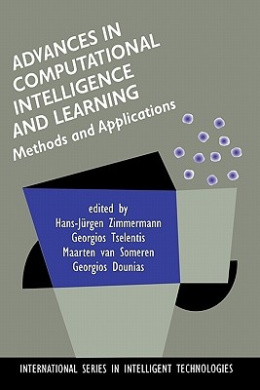 ADVANCES IN
COMPUTATIONAL
INTELLIGENCE
AND LEARNING
Methods and Applications
edited by
Hans-Jürgen Zimmermann
Georgios Tselentis
Maarten van Someren
Georgios Dounias
INTERNATIONAL SERIES IN INTELLIGENT TECHNOLOGIES